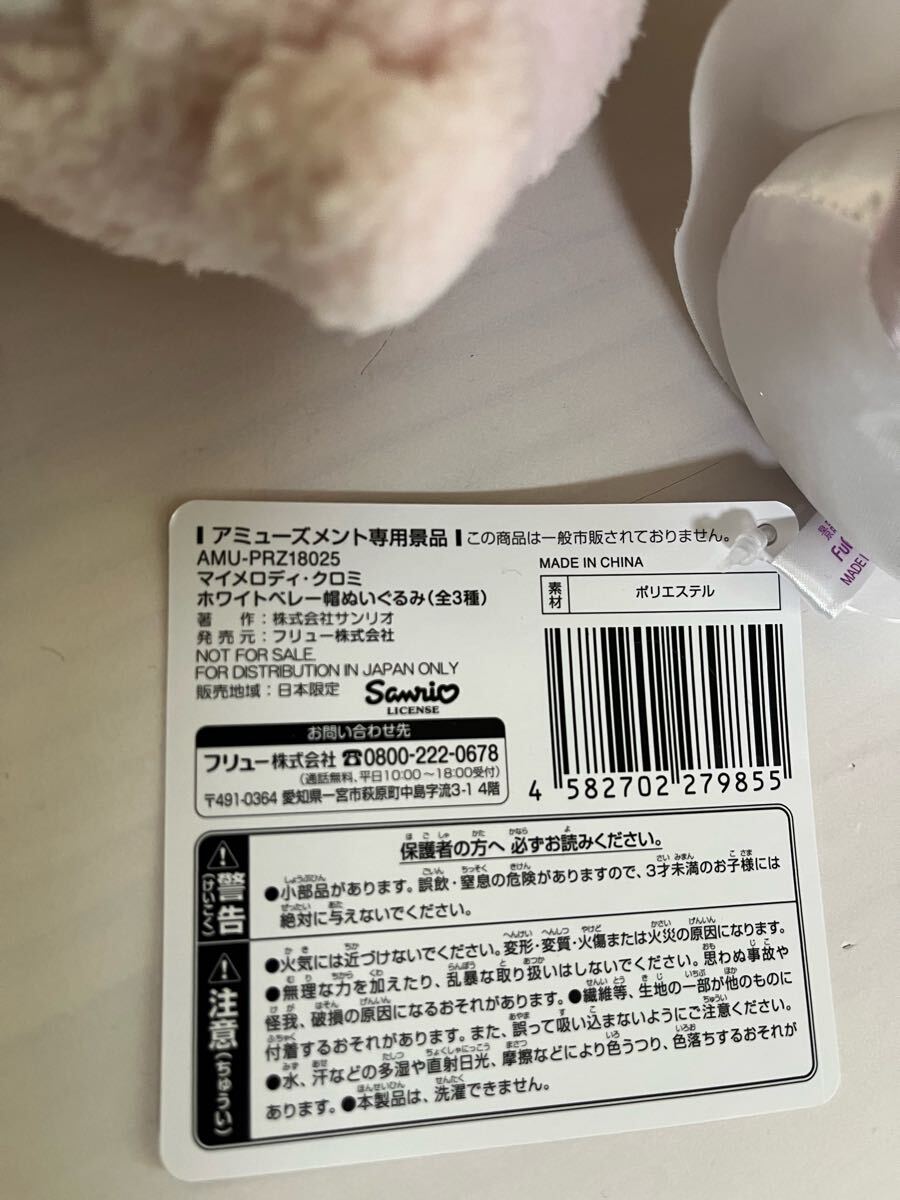 アミューズメント専用景品 この商品は一般市販されておりません。
AMU-PRZ18025
マイメロディ・クロミ
ホワイトベレー帽ぬいぐるみ(全3種)
著 作:株式会社サンリオ
発 売 元:フリュー株式会社
NOT FOR SALE.
FOR DISTRIBUTION IN JAPAN ONLY
販売地域:日本限定
Sanrio
LICENSE
MADE IN CHINA
素材 ポリエステル
4 582702 279855
お問い合わせ先
フリュー株式会社 ☎0800-222-0678
(通話無料、平日10:00~18:00受付)
〒491-0364 愛知県一宮市萩原町中島字流3-1 4階
警告(けいこく)
保護者の方へ 必ずお読みください。
●小部品があります。誤飲・窒息の危険がありますので、3才未満のお子様には
絶対に与えないでください。
注意(ちゅうい)
●火気には近づけないでください。変形・変質・火傷または火災の原因になります。
●無理な力を加えたり、乱暴な取り扱いはしないでください。思わぬ事故や
怪我、破損の原因になるおそれがあります。●繊維等、生地の一部が他のものに
付着するおそれがあります。また、誤って吸い込まないようにご注意ください。
●水、汗などの多湿や直射日光、摩擦などにより色うつり、色落ちするおそれが
あります。●本製品は、洗濯できません。
MADE I